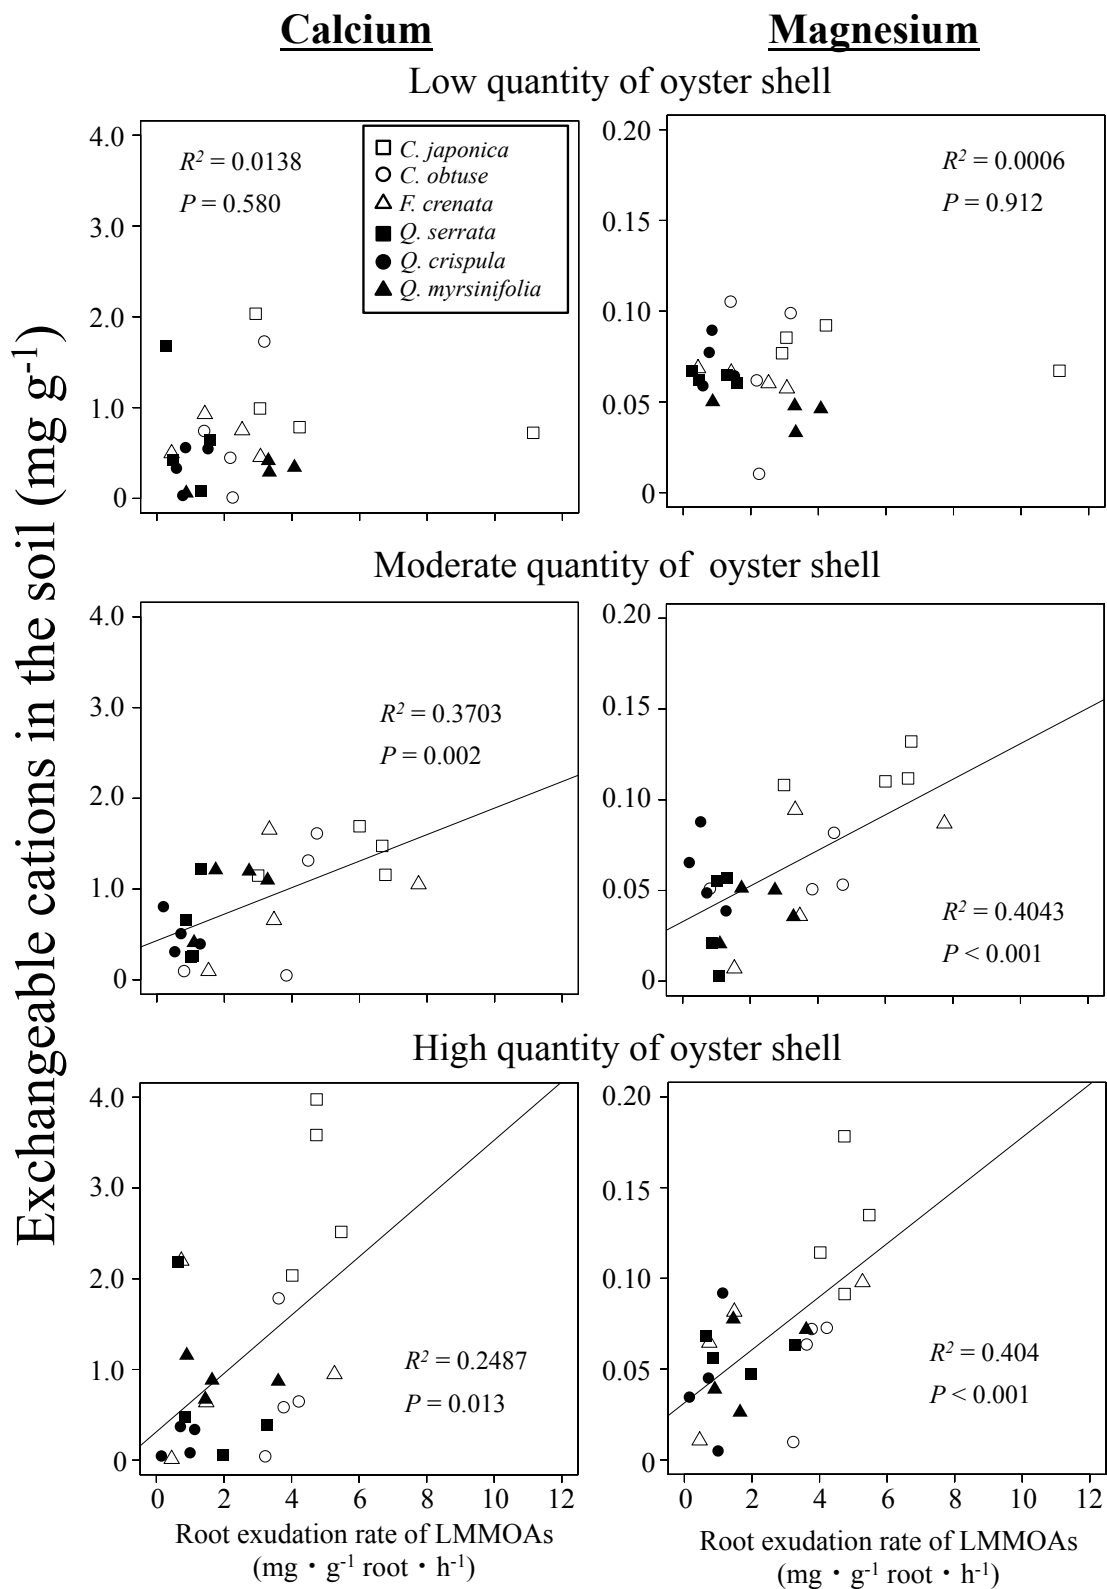 Calcium
Magnesium
Low quantity of oyster shell
Exchangeable cations in the soil (mg g-1)
4.0
3.0
2.0
1.0
0
R2 = 0.0138
P = 0.580
C. japonica
C. obtuse
F. crenata
Q. serrata
Q. crispula
Q. myrsinifolia
0.20
0.15
0.10
0.05
0
R2 = 0.0006
P = 0.912
Moderate quantity of oyster shell
4.0
3.0
2.0
1.0
0
R2 = 0.3703
P = 0.002
0.20
0.15
0.10
0.05
0
R2 = 0.4043
P < 0.001
High quantity of oyster shell
4.0
3.0
2.0
1.0
0
R2 = 0.2487
P = 0.013
0 2 4 6 8 10 12
Root exudation rate of LMMOAs
(mg・g-1 root・h-1)
0.20
0.15
0.10
0.05
0
R2 = 0.404
P < 0.001
0 2 4 6 8 10 12
Root exudation rate of LMMOAs
(mg・g-1 root・h-1)